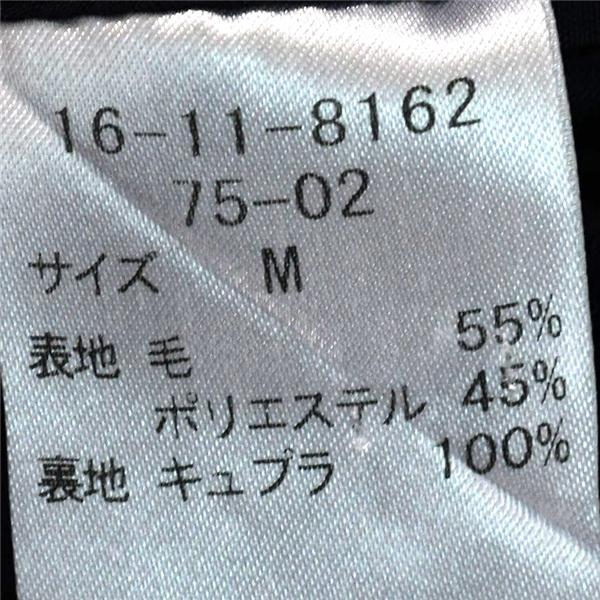 16-11-8162
75-02
サイズ M
表地 毛 55%
ポリエステル 45%
裏地 キュプラ 100%